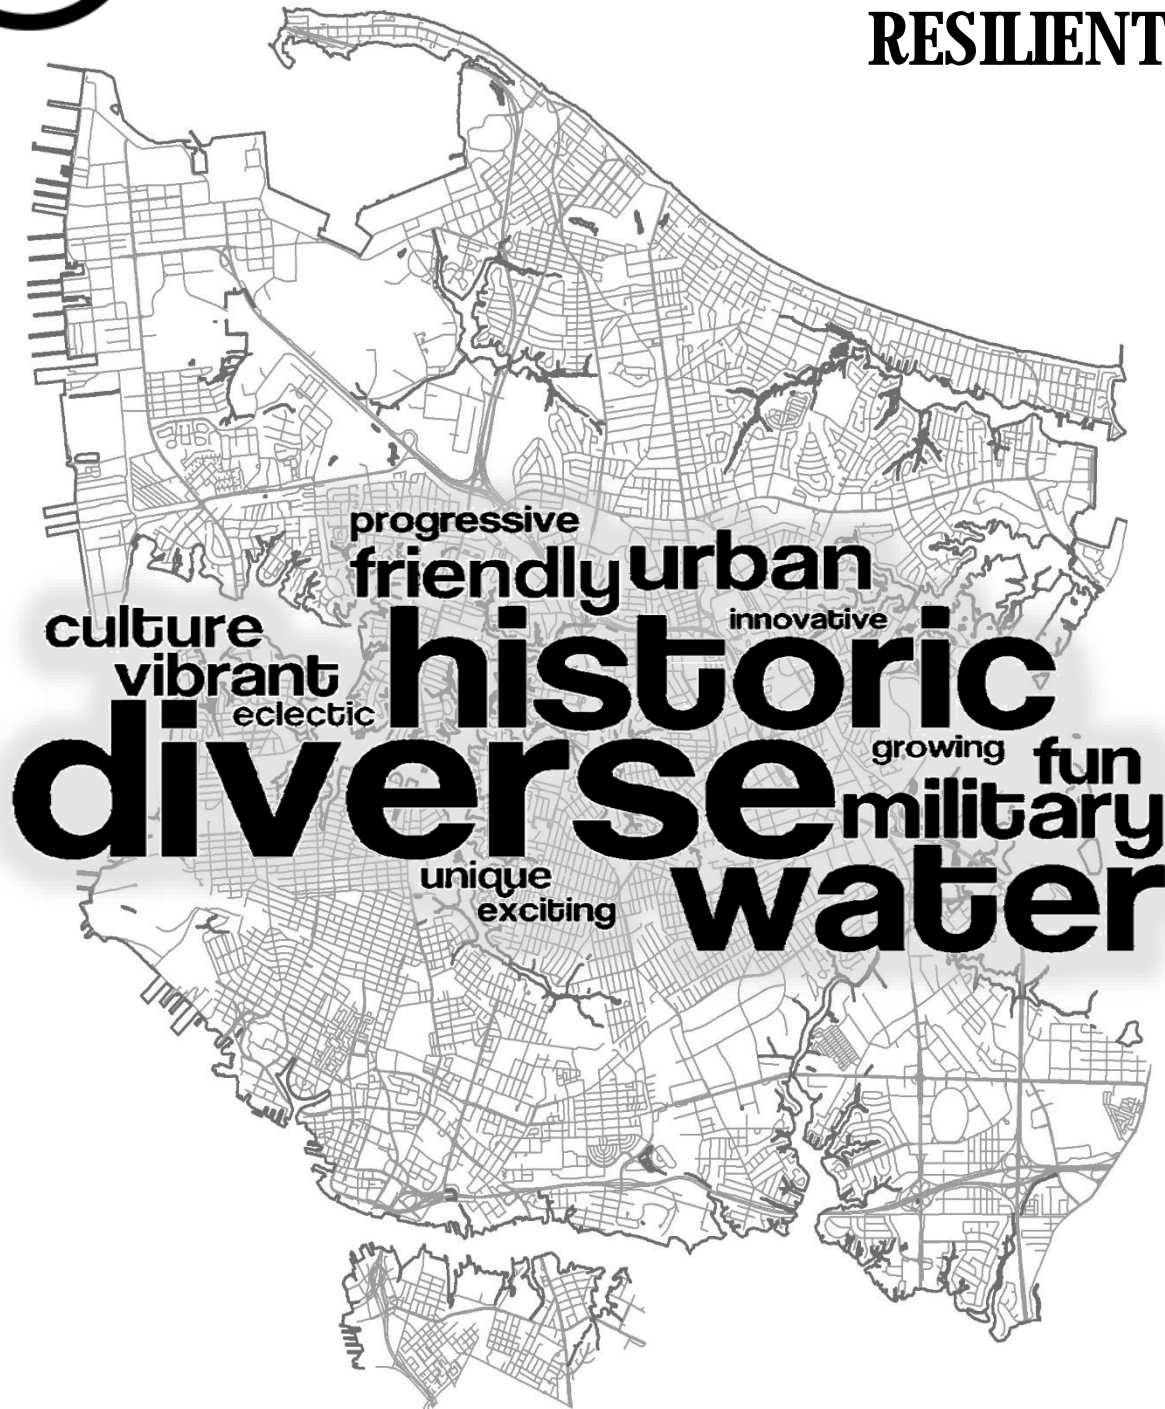 RESILIENT
progressive
friendly urban
culture
innovative
vibrant
historic
eclectic
diverse
growing
fun
military
unique
water
exciting